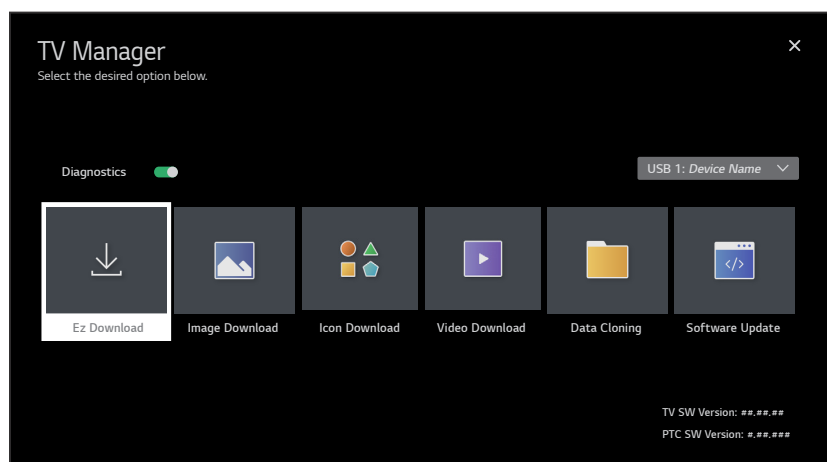 TV Manager
Select the desired option below.
Diagnostics
USB 1: Device Name
Ez Download
Image Download
Icon Download
Video Download
Data Cloning
Software Update
TV SW Version: ##.##.##
PTC SW Version: #.##.###